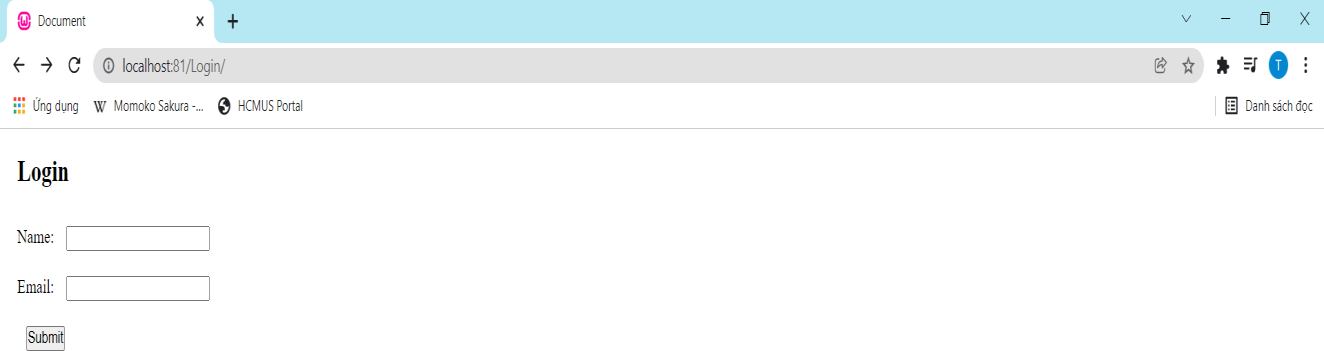 Document
localhost:81/Login/
T
Ứng dụng W Momoko Sakura -... HCMUS Portal Danh sách đọc
Login
Name:
Email:
Submit